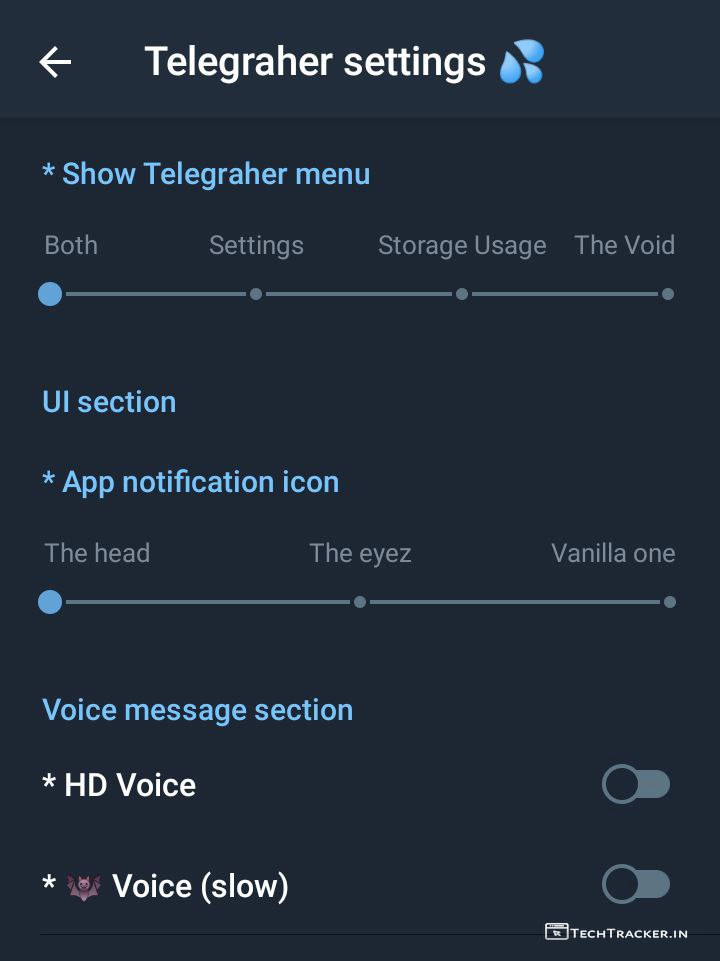 Telegraher settings 💦
* Show Telegraher menu
Both Settings Storage Usage The Void
UI section
* App notification icon
The head The eyez Vanilla one
Voice message section
* HD Voice
* 🦇 Voice (slow)
TECHTRACKER.IN